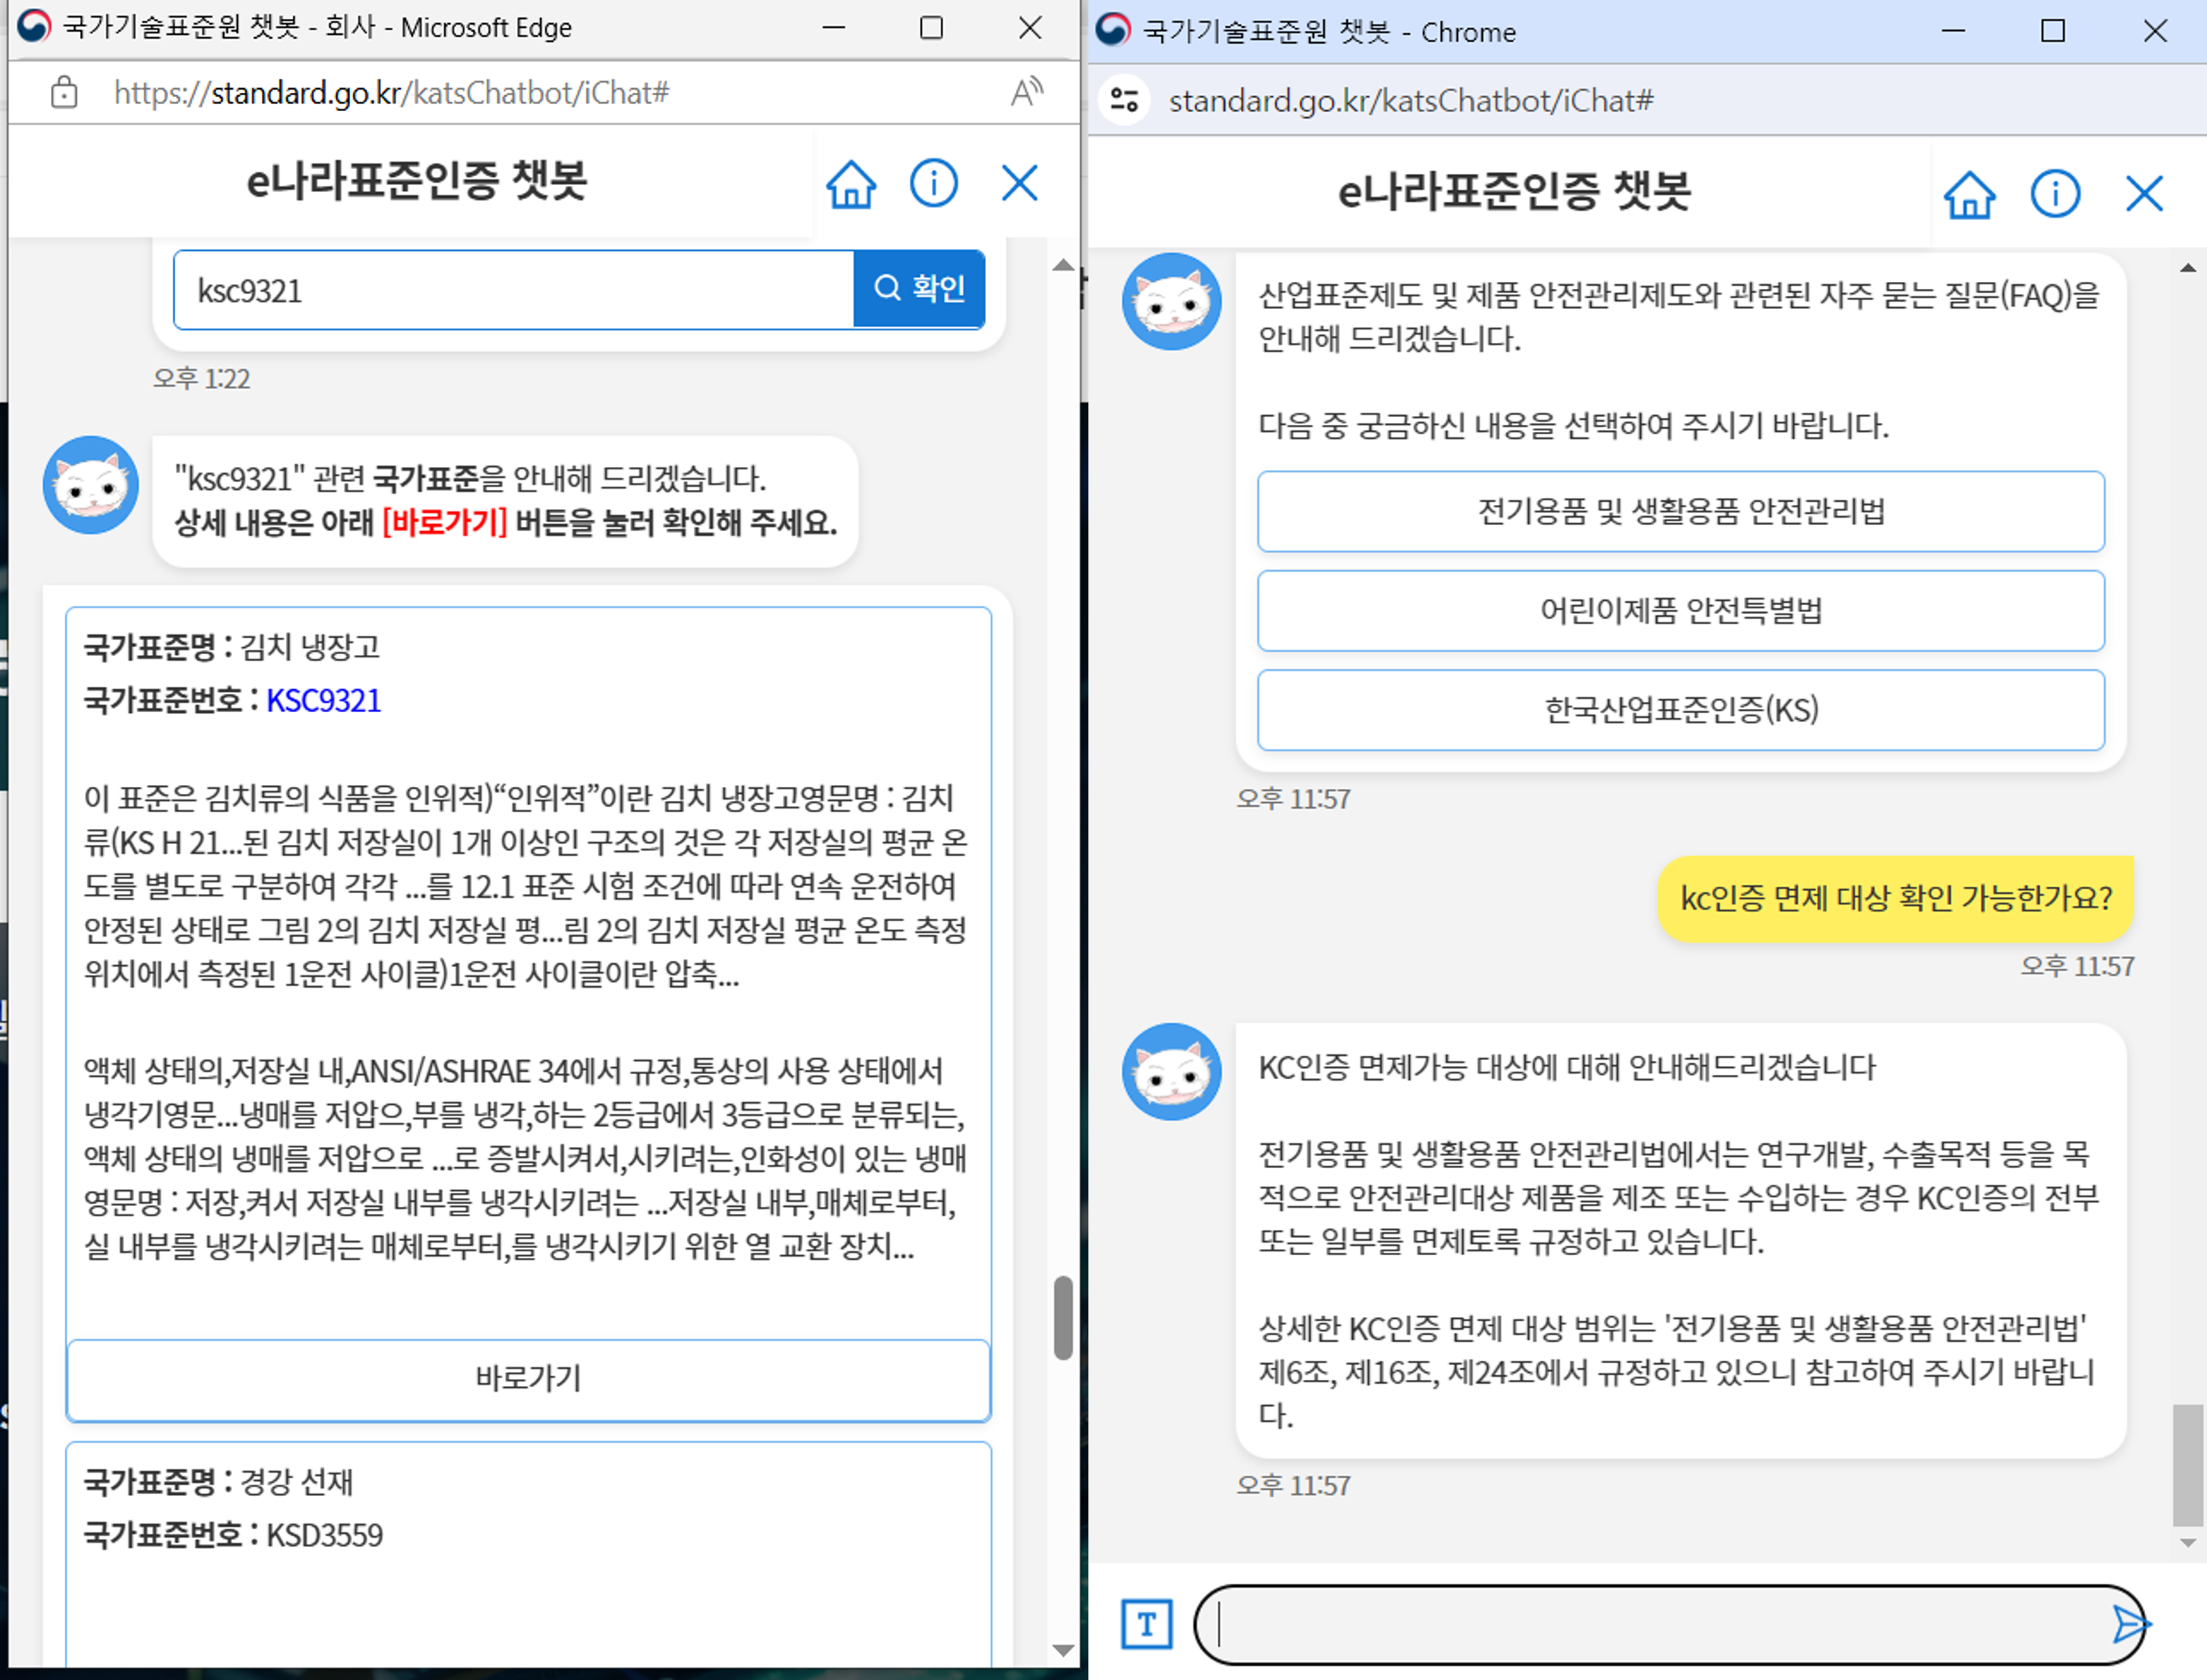 국가기술표준원 챗봇 - 회사 - Microsoft Edge
https://standard.go.kr/katsChatbot/iChat#
e나라표준인증 챗봇
ksc9321
확인
오후 1:22
"ksc9321" 관련 국가표준을 안내해 드리겠습니다.
상세 내용은 아래 [바로가기] 버튼을 눌러 확인해 주세요.
국가표준명 : 김치 냉장고
국가표준번호 : KSC9321
이 표준은 김치류의 식품을 인위적)“인위적”이란 김치 냉장고영문명 : 김치
류(KS H 21...된 김치 저장실이 1개 이상인 구조의 것은 각 저장실의 평균 온
도를 별도로 구분하여 각각 ...를 12.1 표준 시험 조건에 따라 연속 운전하여
안정된 상태로 그림 2의 김치 저장실 평...림 2의 김치 저장실 평균 온도 측정
위치에서 측정된 1운전 사이클)1운전 사이클이란 압축...
액체 상태의,저장실 내,ANSI/ASHRAE 34에서 규정,통상의 사용 상태에서
냉각기영문...냉매를 저압으,부를 냉각,하는 2등급에서 3등급으로 분류되는,
액체 상태의 냉매를 저압으로 ...로 증발시켜서,시키려는,인화성이 있는 냉매
영문명 : 저장,켜서 저장실 내부를 냉각시키려는 ...저장실 내부,매체로부터,
실 내부를 냉각시키려는 매체로부터,를 냉각시키기 위한 열 교환 장치...
바로가기
국가표준명 : 경강 선재
국가표준번호 : KSD3559
국가기술표준원 챗봇 - Chrome
standard.go.kr/katsChatbot/iChat#
e나라표준인증 챗봇
산업표준제도 및 제품 안전관리제도와 관련된 자주 묻는 질문(FAQ)을
안내해 드리겠습니다.
다음 중 궁금하신 내용을 선택하여 주시기 바랍니다.
전기용품 및 생활용품 안전관리법
어린이제품 안전특별법
한국산업표준인증(KS)
오후 11:57
kc인증 면제 대상 확인 가능한가요?
오후 11:57
KC인증 면제가능 대상에 대해 안내해드리겠습니다
전기용품 및 생활용품 안전관리법에서는 연구개발, 수출목적 등을 목
적으로 안전관리대상 제품을 제조 또는 수입하는 경우 KC인증의 전부
또는 일부를 면제토록 규정하고 있습니다.
상세한 KC인증 면제 대상 범위는 '전기용품 및 생활용품 안전관리법'
제6조, 제16조, 제24조에서 규정하고 있으니 참고하여 주시기 바랍니
다.
오후 11:57
T